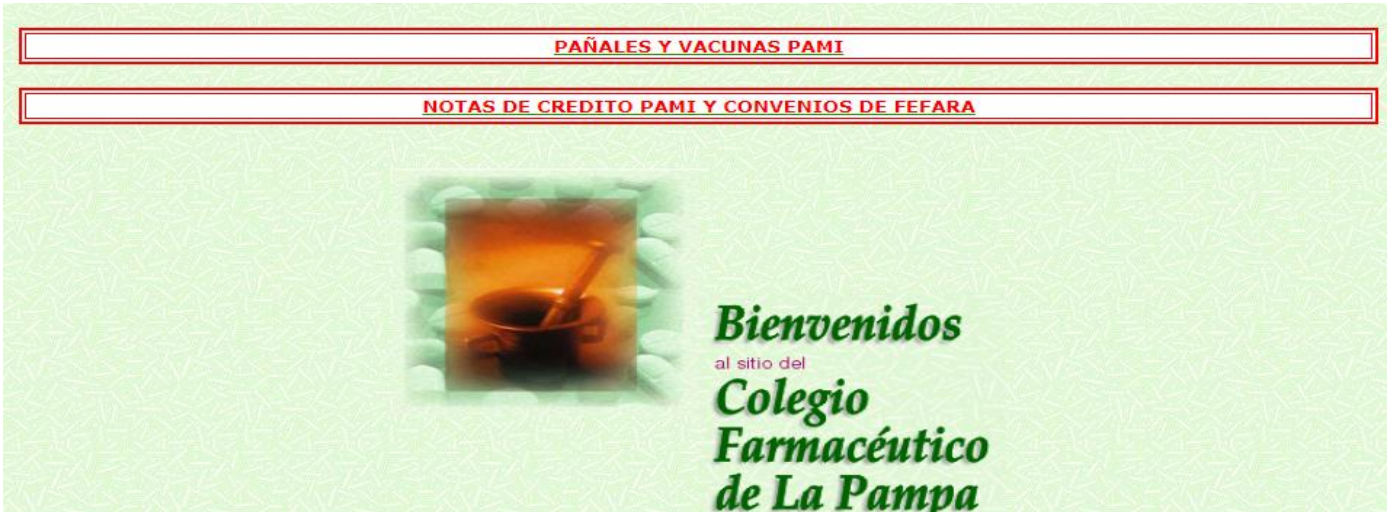 PAÑALES Y VACUNAS PAMI
NOTAS DE CREDITO PAMI Y CONVENIOS DE FEFARA
Bienvenidos
al sitio del
Colegio
Farmacéutico
de La Pampa